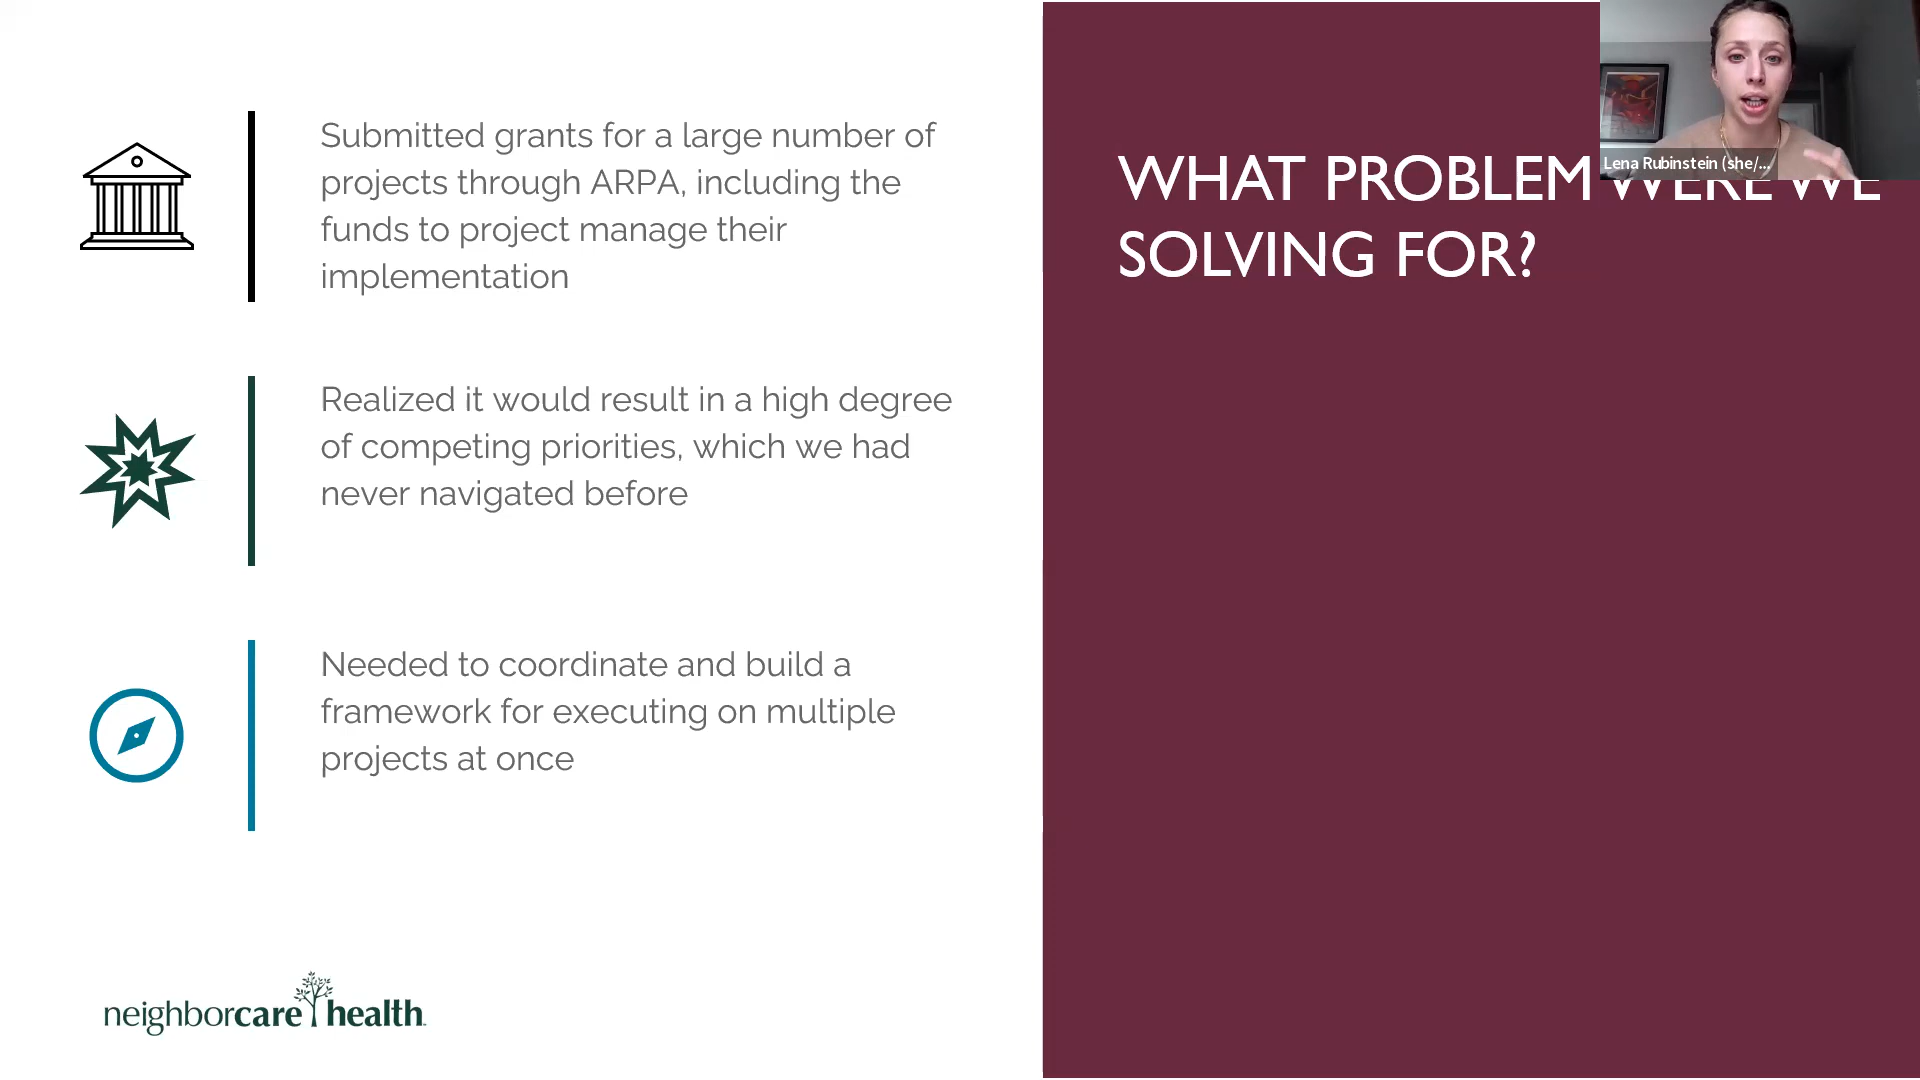 Submitted grants for a large number of
projects through ARPA, including the
funds to project manage their
implementation
Realized it would result in a high degree
of competing priorities, which we had
never navigated before
Needed to coordinate and build a
framework for executing on multiple
projects at once
neighborcare health
WHAT PROBLEM WERE WE
SOLVING FOR?
Lena Rubinstein (she/...